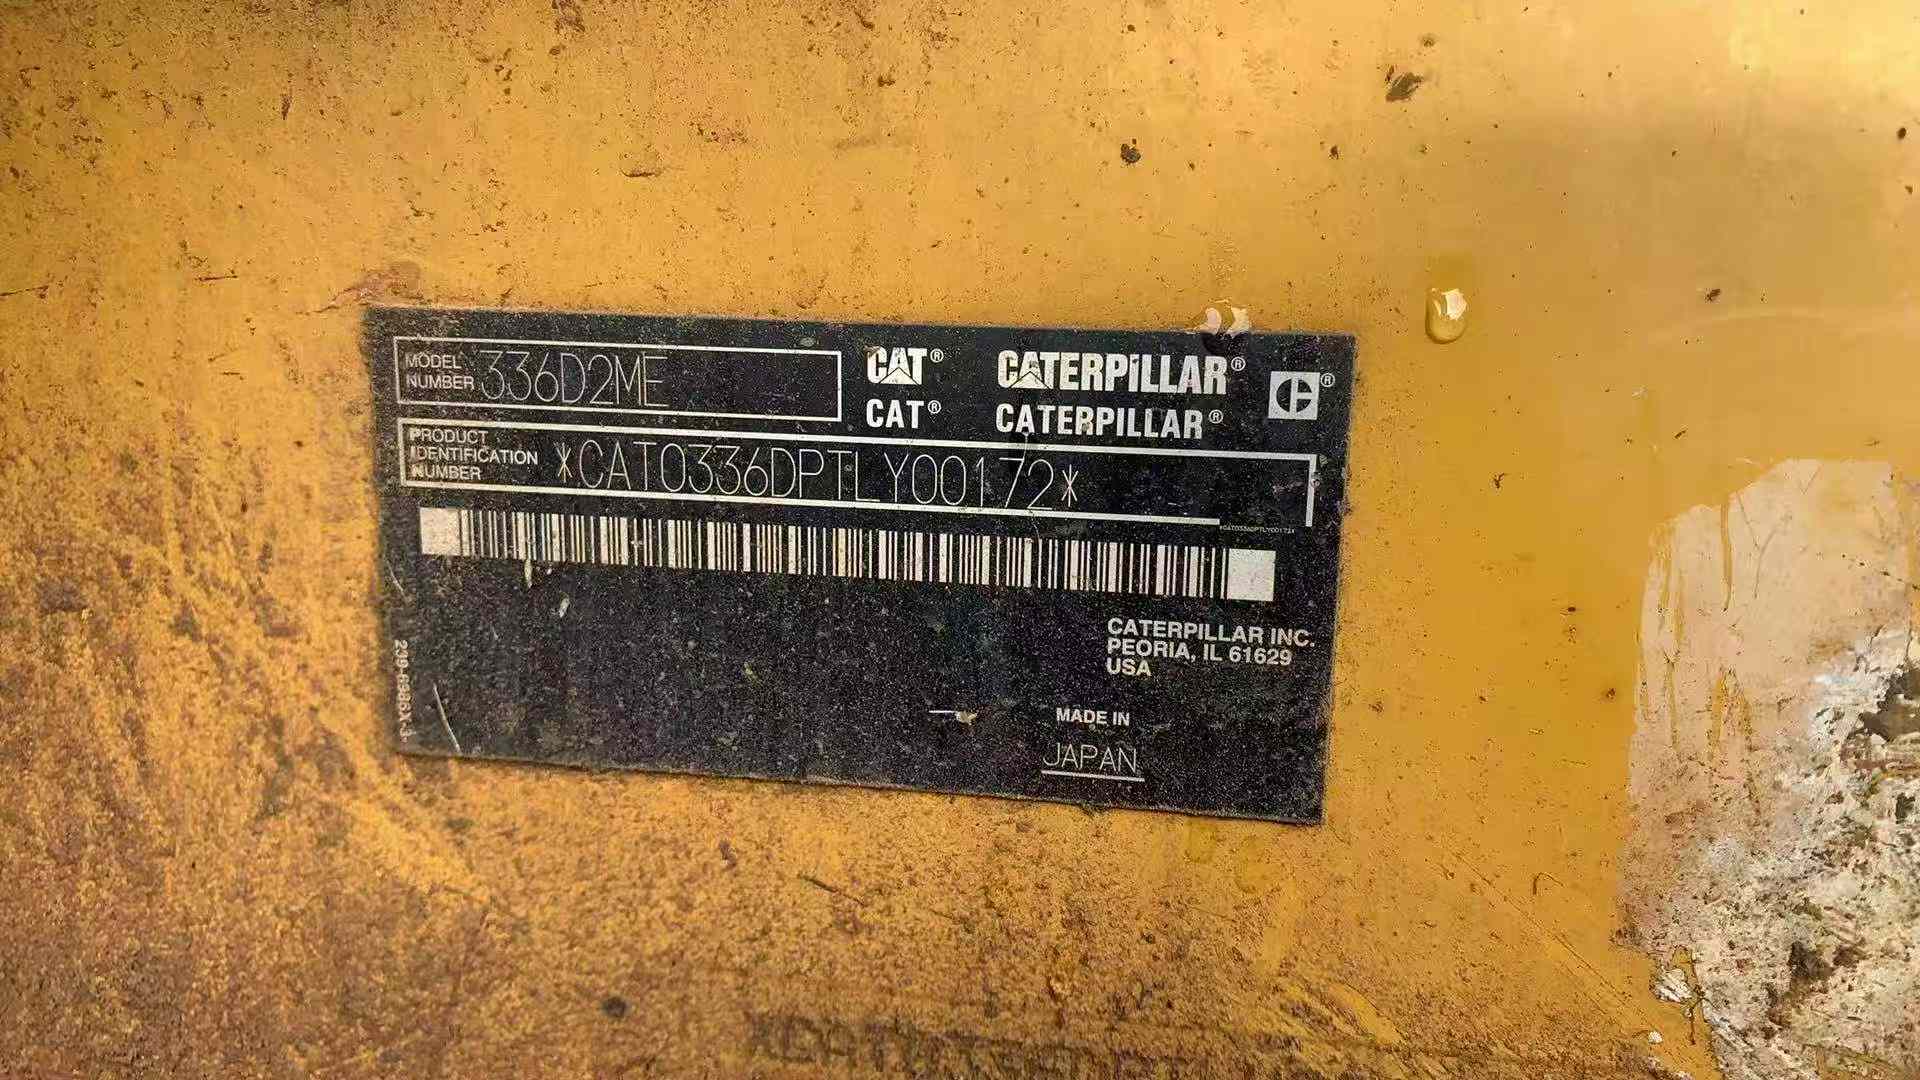 MODEL NUMBER 336D2ME
CAT® CATERPILLAR®
CAT® CATERPILLAR®
PRODUCT IDENTIFICATION NUMBER *CAT0336DPTLY00172*
*CAT0336DPTLY00172*
CATERPILLAR INC.
PEORIA, IL 61629
USA
MADE IN
JAPAN